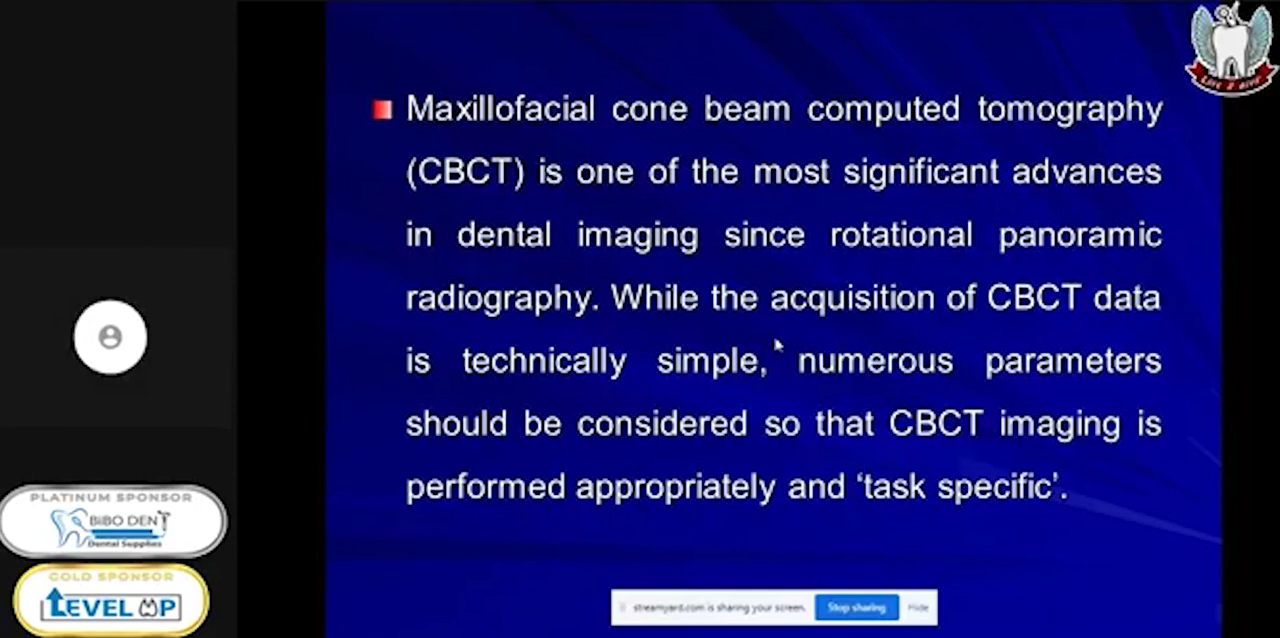 Maxillofacial cone beam computed tomography
(CBCT) is one of the most significant advances
in dental imaging since rotational panoramic
radiography. While the acquisition of CBCT data
is technically simple, numerous parameters
should be considered so that CBCT imaging is
performed appropriately and ‘task specific’.
PLATINUM SPONSOR
BiBO DENT
Dental Supplies
GOLD SPONSOR
LEVEL UP
streamyard.com is sharing your screen.
Stop sharing
Hide